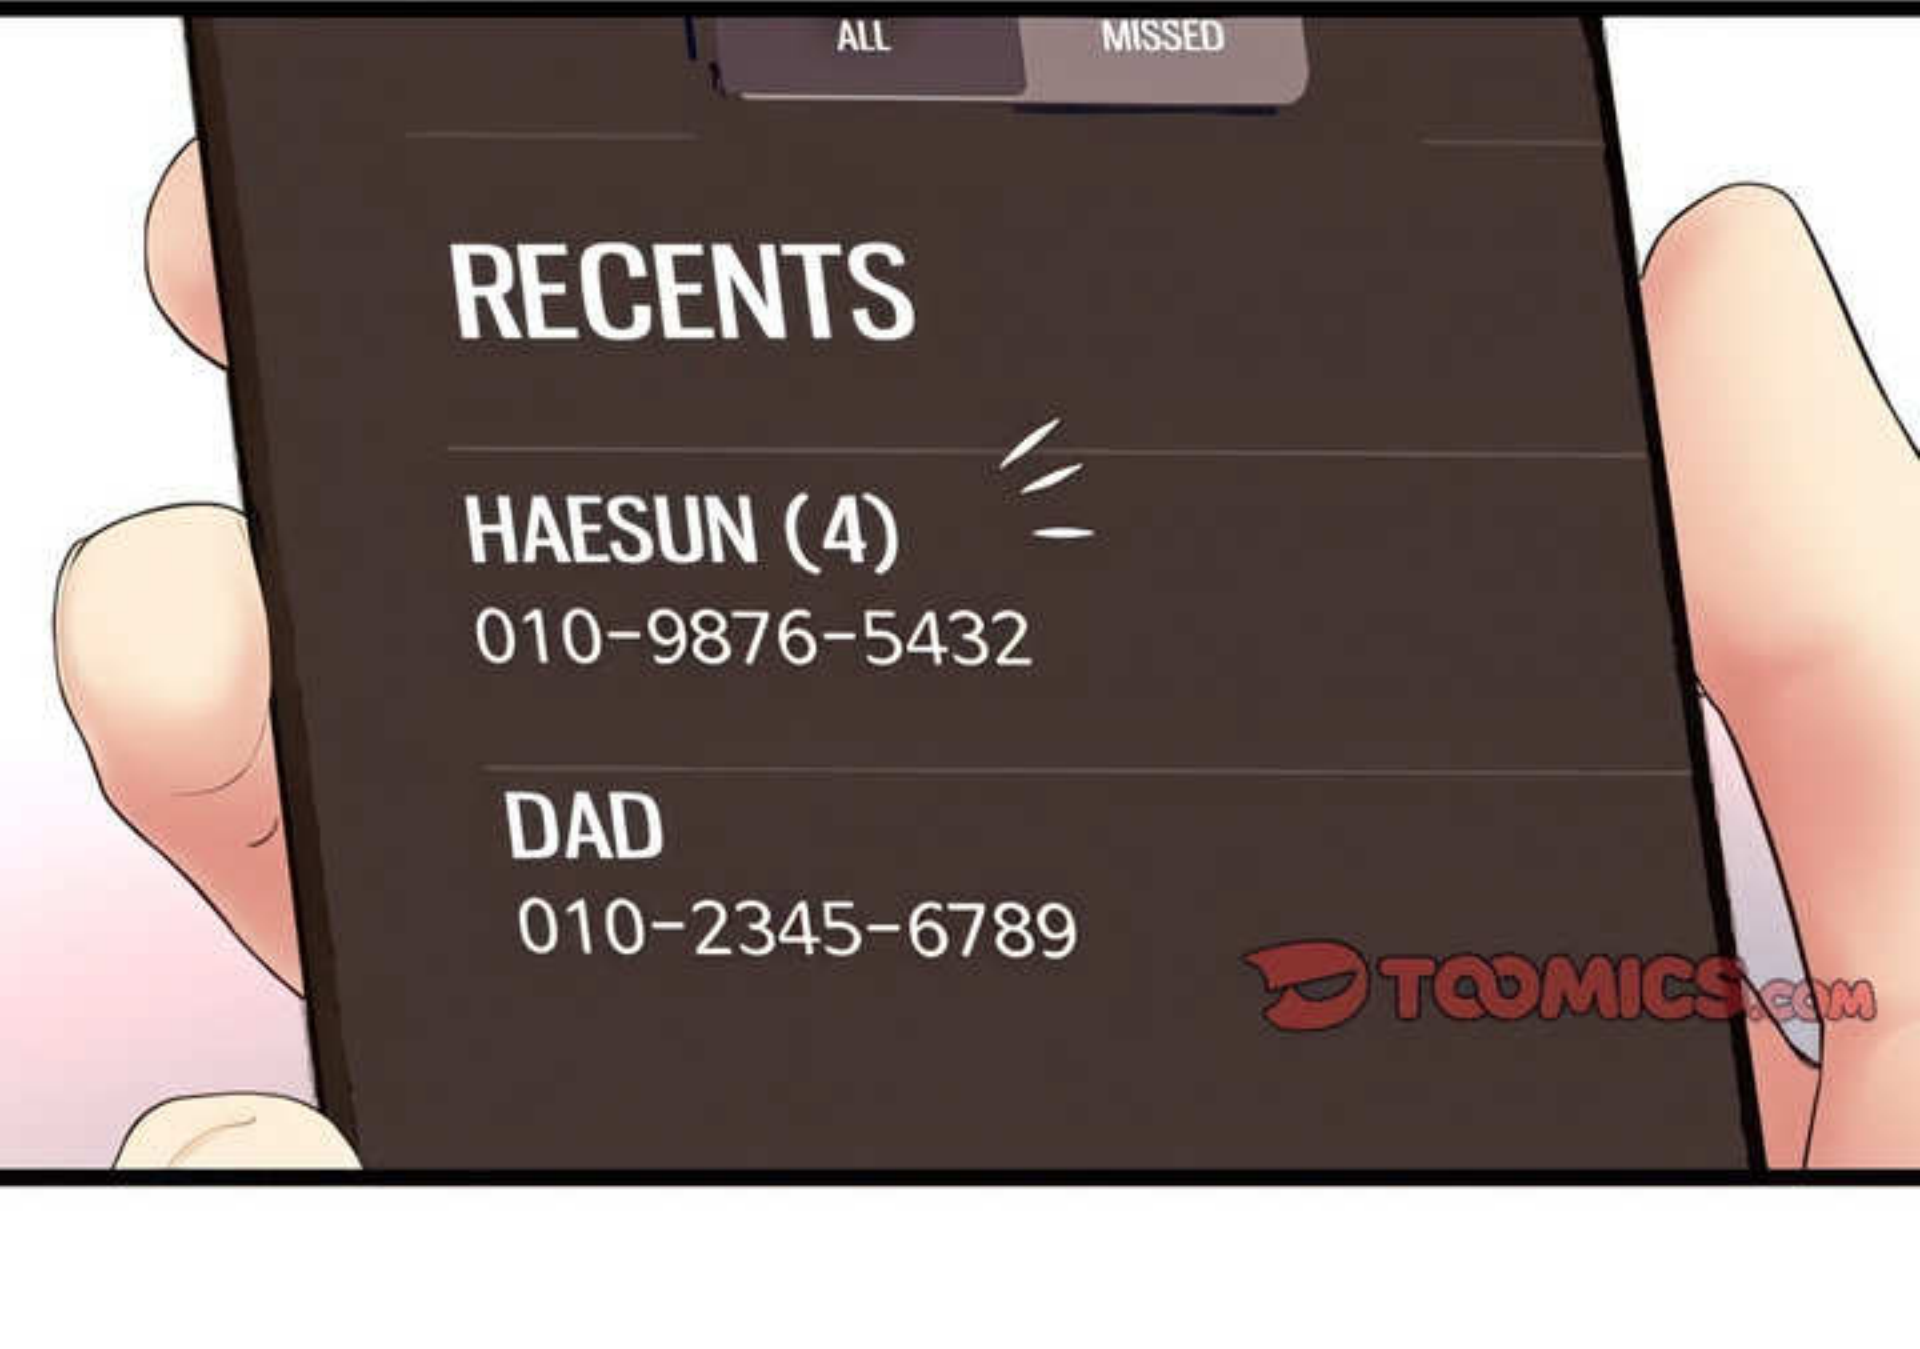 ALL MISSED
RECENTS
HAESUN (4)
010-9876-5432
DAD
010-2345-6789
TOOMICS.COM